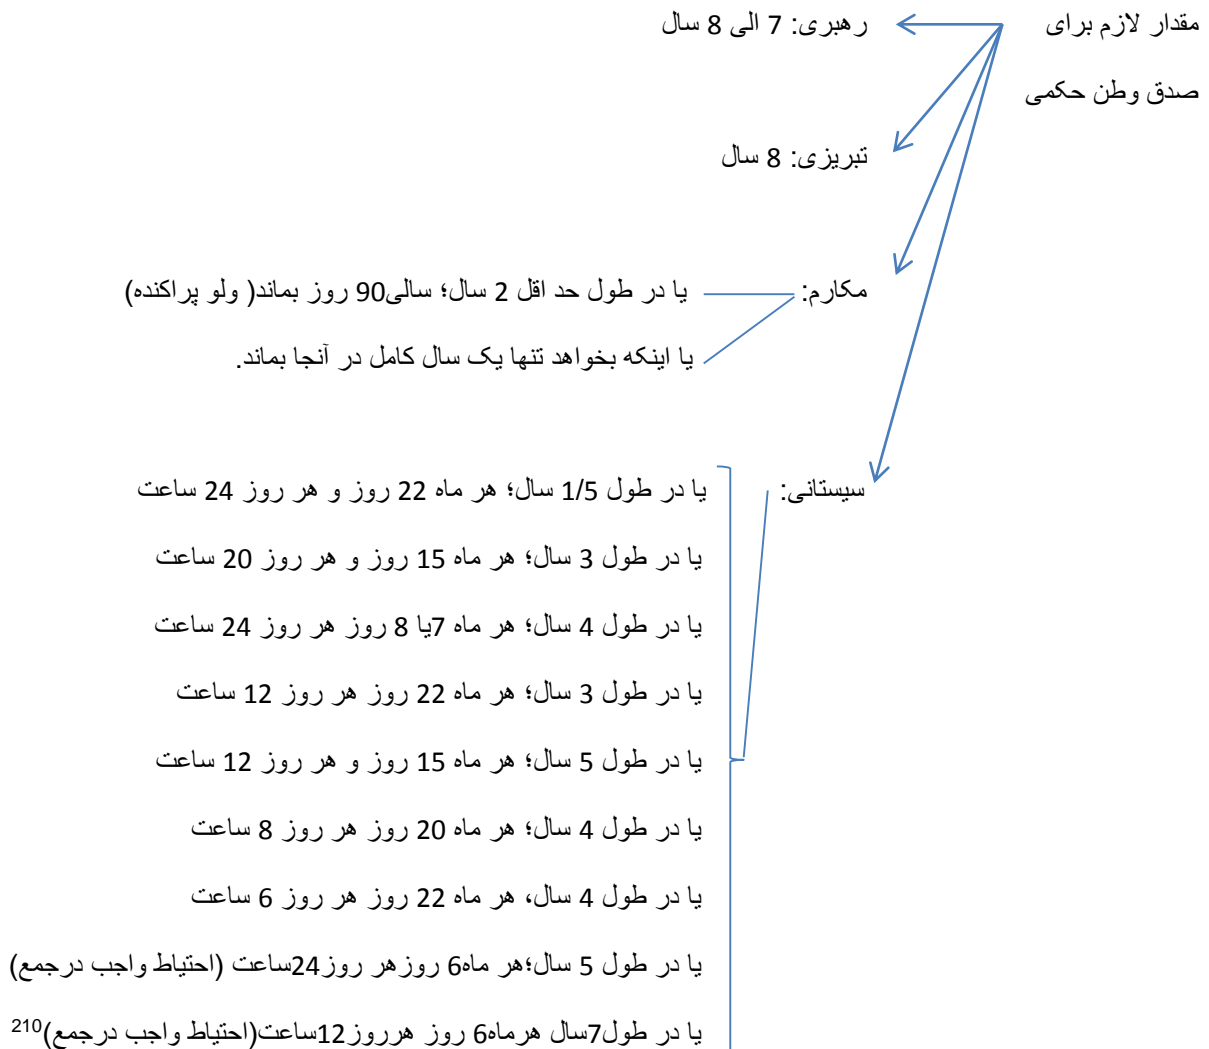 مقدار لازم برای
صدق وطن حکمی
رهبری: 7 الی 8 سال
تبریزی: 8 سال
مکارم:
یا در طول حد اقل 2 سال؛ سالی90 روز بماند( ولو پراکنده)
یا اینکه بخواهد تنها یک سال کامل در آنجا بماند.
سیستانی:
یا در طول 1/5 سال؛ هر ماه 22 روز و هر روز 24 ساعت
یا در طول 3 سال؛ هر ماه 15 روز و هر روز 20 ساعت
یا در طول 4 سال؛ هر ماه 7یا 8 روز هر روز 24 ساعت
یا در طول 3 سال؛ هر ماه 22 روز هر روز 12 ساعت
یا در طول 5 سال؛ هر ماه 15 روز و هر روز 12 ساعت
یا در طول 4 سال؛ هر ماه 20 روز هر روز 8 ساعت
یا در طول 4 سال، هر ماه 22 روز هر روز 6 ساعت
یا در طول 5 سال؛هر ماه6 روزهر روز24ساعت (احتیاط واجب درجمع)
یا در طول7سال هرماه6 روز هرروز12ساعت(احتیاط واجب درجمع)210